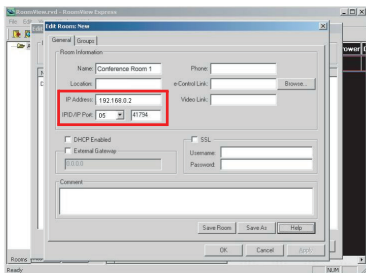 RoomView.rvd - RoomView Express
File Ed
Edit Room: New
General Groups
Room Information
Name: Conference Room 1
Phone:
Location:
e-Control Link:
Browse...
IP Address: 192.168.0.2
Video Link:
IPID/IP Port: 05 41794
DHCP Enabled
SSL
External Gateway
Username:
0.0.0.0
Password:
Comment
Save Room Save As Help
OK Cancel Apply
Rooms
Ready
NUM